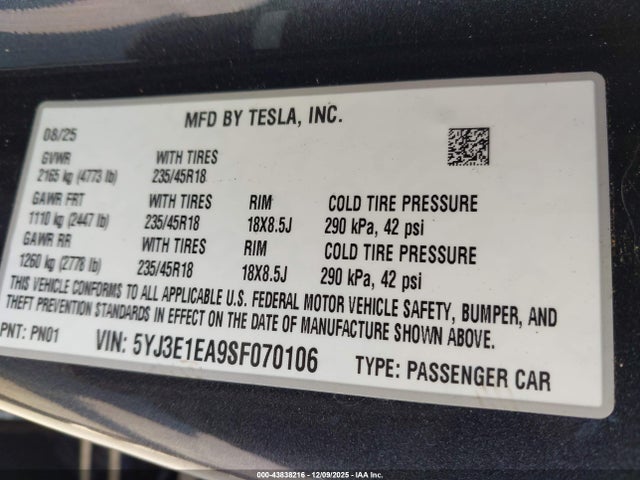 MFD BY TESLA, INC.
08/25
GVWR WITH TIRES
2165 kg (4773 lb) 235/45R18
GAWR FRT WITH TIRES RIM COLD TIRE PRESSURE
1110 kg (2447 lb) 235/45R18 18X8.5J 290 kPa, 42 psi
GAWR RR WITH TIRES RIM COLD TIRE PRESSURE
1260 kg (2778 lb) 235/45R18 18X8.5J 290 kPa, 42 psi
THIS VEHICLE CONFORMS TO ALL APPLICABLE U.S. FEDERAL MOTOR VEHICLE SAFETY, BUMPER, AND
THEFT PREVENTION STANDARDS IN EFFECT ON THE DATE OF MANUFACTURE SHOWN ABOVE.
PNT: PN01 VIN: 5YJ3E1EA9SF070106 TYPE: PASSENGER CAR
000-43838216 - 12/09/2025 - IAA Inc.